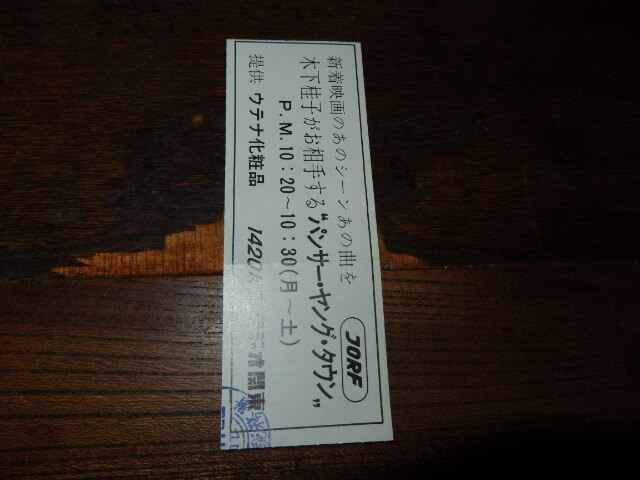 新着映画のあのシーンあの曲を
木下桂子がお相手する“パンサー・ヤング・タウン”
P.M.10:20～10:30(月～土)
提供 ウテナ化粧品
1420
関東
JORF